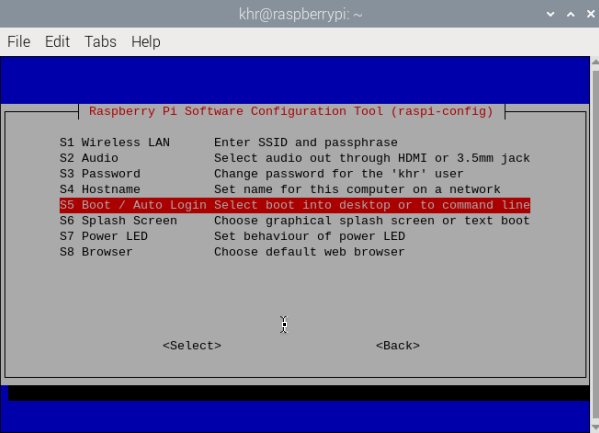 khr@raspberrypi: ~
File Edit Tabs Help
Raspberry Pi Software Configuration Tool (raspi-config)
S1 Wireless LAN Enter SSID and passphrase
S2 Audio Select audio out through HDMI or 3.5mm jack
S3 Password Change password for the 'khr' user
S4 Hostname Set name for this computer on a network
S5 Boot / Auto Login Select boot into desktop or to command line
S6 Splash Screen Choose graphical splash screen or text boot
S7 Power LED Set behaviour of power LED
S8 Browser Choose default web browser
<Select> <Back>